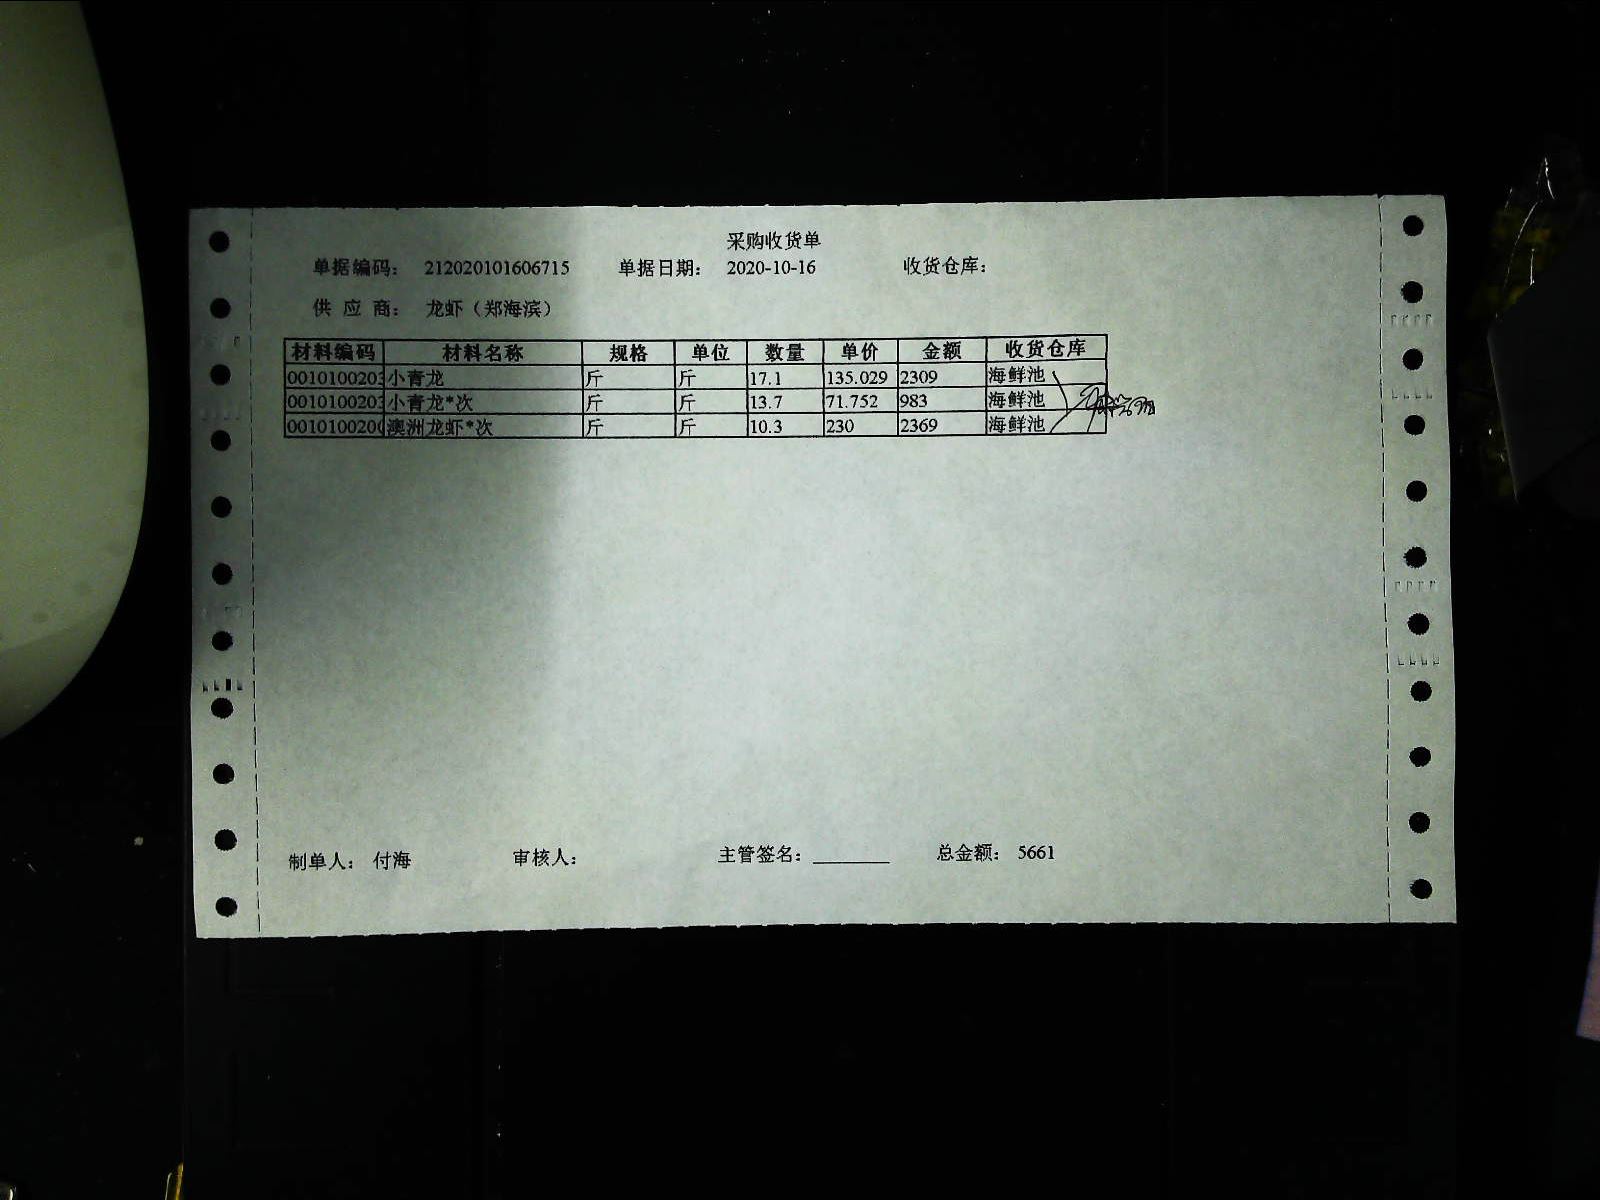 采购收货单
单据编码： 212020101606715 单据日期： 2020-10-16 收货仓库：
供 应 商： 龙虾（郑海滨）
材料编码 材料名称 规格 单位 数量 单价 金额 收货仓库
0010100203 小青龙 斤 斤 17.1 135.029 2309 海鲜池
0010100203 小青龙*次 斤 斤 13.7 71.752 983 海鲜池
0010100200 澳洲龙虾*次 斤 斤 10.3 230 2369 海鲜池
制单人： 付海 审核人： 主管签名：________ 总金额： 5661